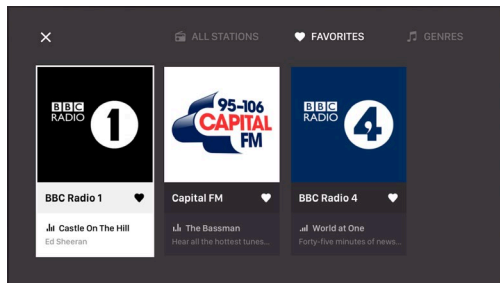 ALL STATIONS
FAVORITES
GENRES
BBC
RADIO
1
95-106
CAPITAL
FM
BBC
RADIO
4
BBC Radio 1
Capital FM
BBC Radio 4
Castle On The Hill
Ed Sheeran
The Bassman
Hear all the hottest tunes...
World at One
Forty-five minutes of news...